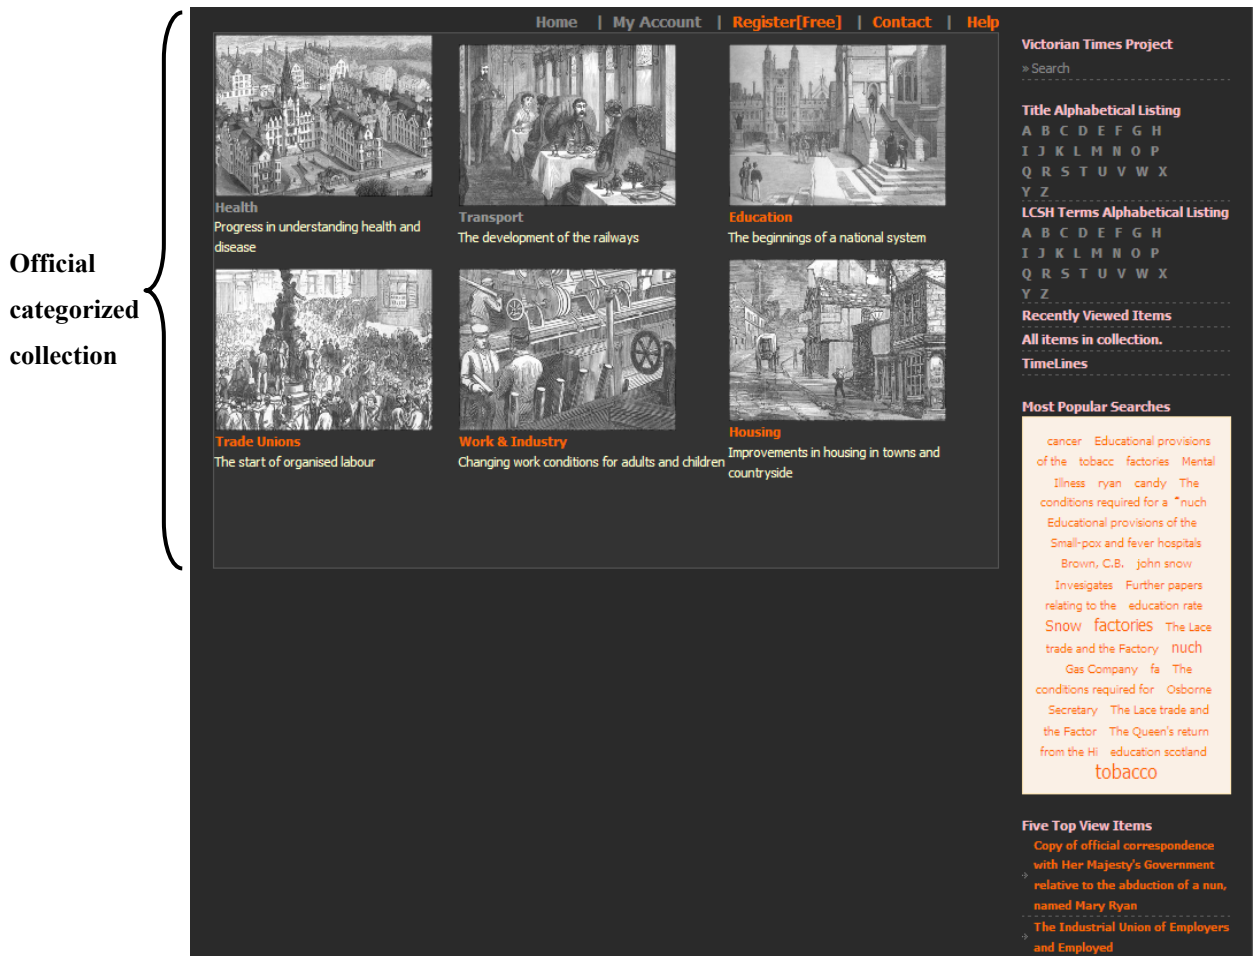 Official
categorized
collection
Home | My Account | Register[Free] | Contact | Help
Health
Progress in understanding health and
disease
Transport
The development of the railways
Education
The beginnings of a national system
Trade Unions
The start of organised labour
Work & Industry
Changing work conditions for adults and children
Housing
Improvements in housing in towns and
countryside
Victorian Times Project
» Search
Title Alphabetical Listing
A B C D E F G H
I J K L M N O P
Q R S T U V W X
Y Z
LCSH Terms Alphabetical Listing
A B C D E F G H
I J K L M N O P
Q R S T U V W X
Y Z
Recently Viewed Items
All items in collection.
TimeLines
Most Popular Searches
cancer Educational provisions
of the tobacc factories Mental
Illness ryan candy The
conditions required for a "nuch
Educational provisions of the
Small-pox and fever hospitals
Brown, C.B. john snow
Invesigates Further papers
relating to the education rate
Snow factories The Lace
trade and the Factory nuch
Gas Company fa The
conditions required for Osborne
Secretary The Lace trade and
the Factor The Queen's return
from the Hi education scotland
tobacco
Five Top View Items
Copy of official correspondence
with Her Majesty's Government
relative to the abduction of a nun,
named Mary Ryan
The Industrial Union of Employers
and Employed